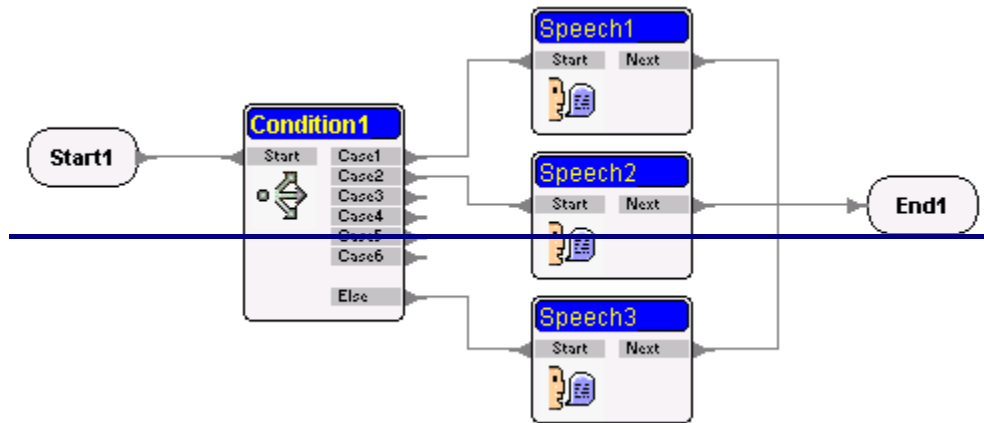 Start1
Condition1
Start
Case1
Case2
Case3
Case4
Case5
Case6
Else
Speech1
Start Next
Speech2
Start Next
Speech3
Start Next
End1